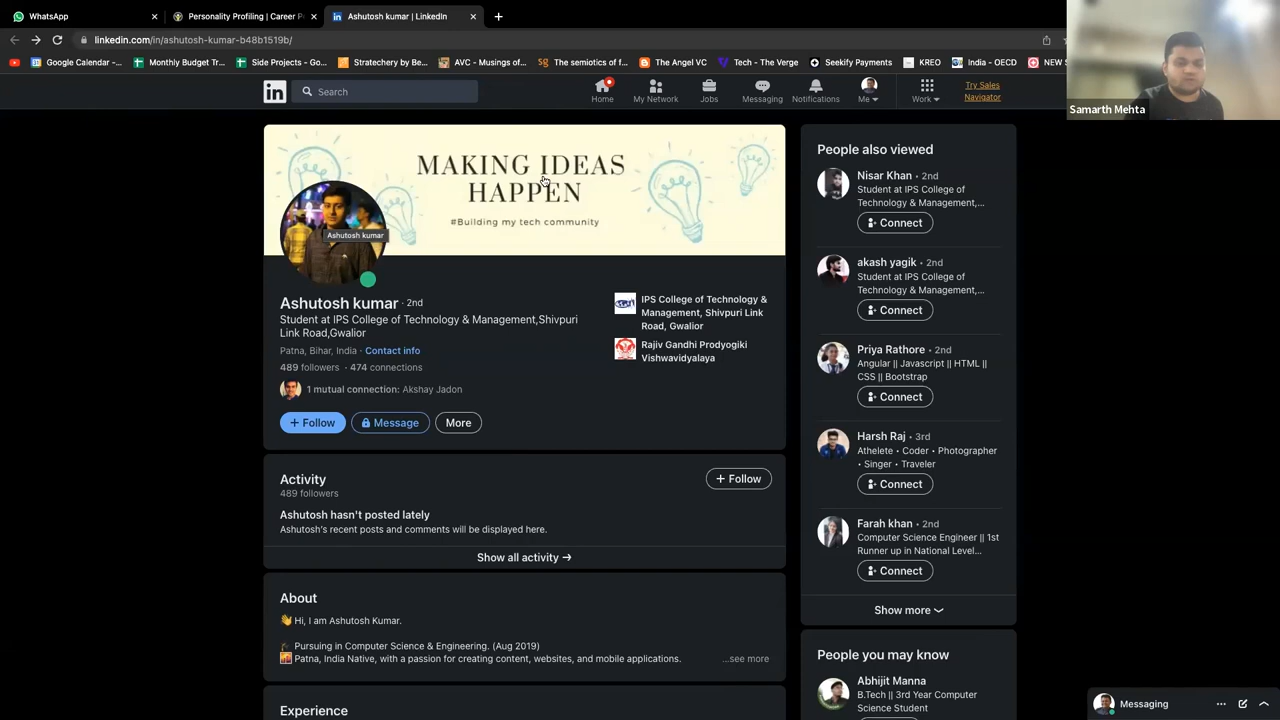 WhatsApp
Personality Profiling | Career P
Ashutosh kumar | LinkedIn
linkedin.com/in/ashutosh-kumar-b48b1519b/
Google Calendar -...
Monthly Budget Tr...
Side Projects - Go...
Stratechery by Be...
AVC - Musings of...
The semiotics of f...
The Angel VC
Tech - The Verge
Seekify Payments
KREO
India - OECD
NEW S
Samarth Mehta
in
Search
Home
My Network
Jobs
Messaging
Notifications
Me
Work
Try Sales
Navigator
MAKING IDEAS
HAPPEN
#Building my tech community
Ashutosh kumar
Ashutosh kumar · 2nd
Student at IPS College of Technology & Management,Shivpuri
Link Road,Gwalior
Patna, Bihar, India · Contact info
489 followers · 474 connections
1 mutual connection: Akshay Jadon
+ Follow
Message
More
IPS College of Technology &
Management, Shivpuri Link
Road, Gwalior
Rajiv Gandhi Prodyogiki
Vishwavidyalaya
Activity
489 followers
+ Follow
Ashutosh hasn't posted lately
Ashutosh's recent posts and comments will be displayed here.
Show all activity →
About
👋 Hi, I am Ashutosh Kumar.
Pursuing in Computer Science & Engineering. (Aug 2019)
Patna, India Native, with a passion for creating content, websites, and mobile applications.
...see more
Experience
People also viewed
Nisar Khan • 2nd
Student at IPS College of
Technology & Management,...
Connect
akash yagik • 2nd
Student at IPS College of
Technology & Management,...
Connect
Priya Rathore • 2nd
Angular || Javascript || HTML ||
CSS || Bootstrap
Connect
Harsh Raj • 3rd
Athelete • Coder • Photographer
• Singer • Traveler
Connect
Farah khan • 2nd
Computer Science Engineer || 1st
Runner up in National Level...
Connect
Show more
People you may know
Abhijit Manna
B.Tech || 3rd Year Computer
Science Student
Messaging